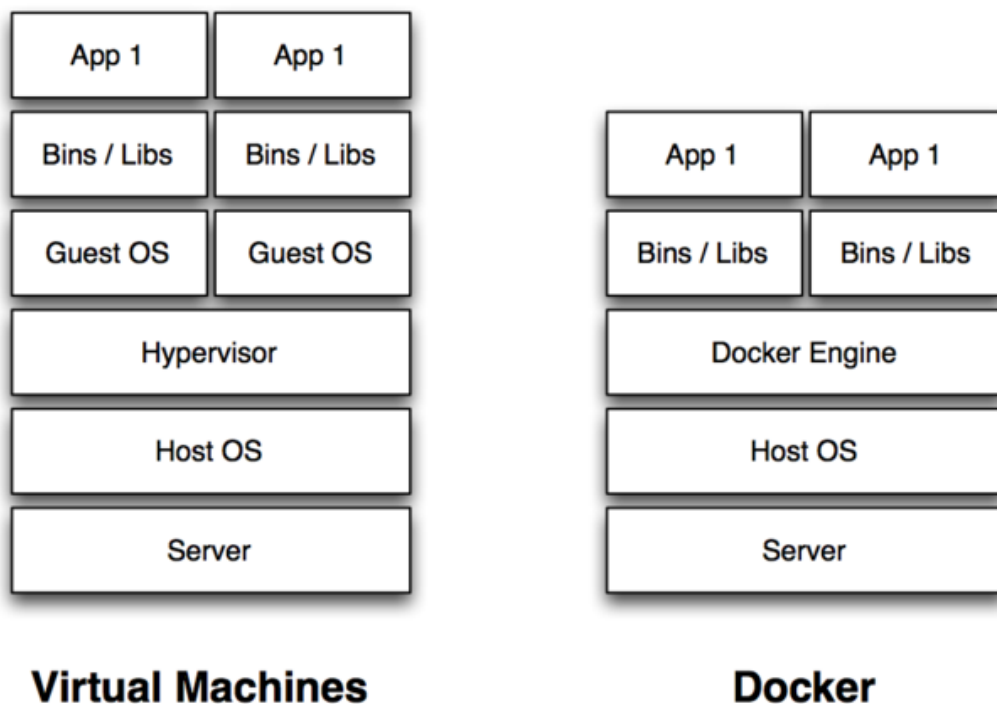 App 1
App 1
Bins / Libs
Bins / Libs
Guest OS
Guest OS
Hypervisor
Host OS
Server
Virtual Machines
App 1
App 1
Bins / Libs
Bins / Libs
Docker Engine
Host OS
Server
Docker